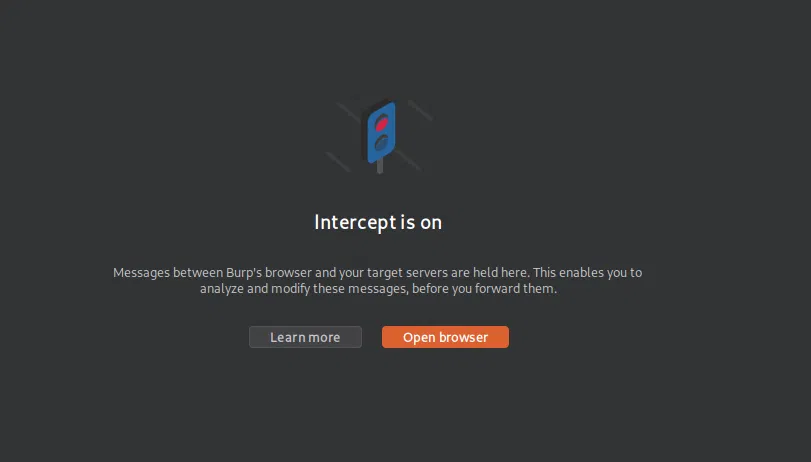 Intercept is on
Messages between Burp's browser and your target servers are held here. This enables you to
analyze and modify these messages, before you forward them.
Learn more
Open browser